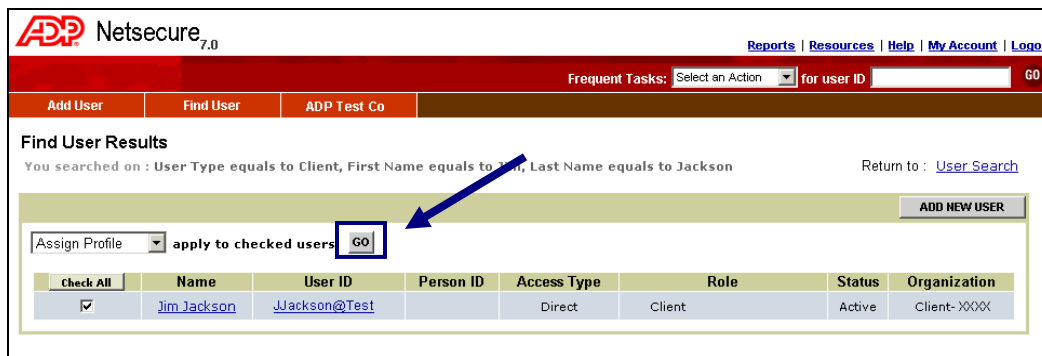 ADP Netsecure 7.0
Reports | Resources | Help | My Account | Logo
Frequent Tasks: Select an Action for user ID GO
Add User Find User ADP Test Co
Find User Results
You searched on : User Type equals to Client, First Name equals to Jim, Last Name equals to Jackson Return to : User Search
ADD NEW USER
Assign Profile apply to checked users GO
Check All Name User ID Person ID Access Type Role Status Organization
Jim Jackson JJackson@Test Direct Client Active Client-XXXX